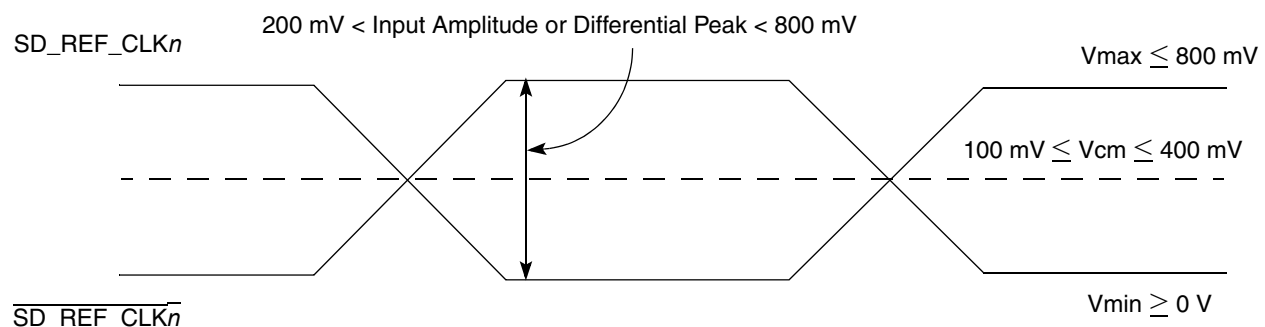 200 mV < Input Amplitude or Differential Peak < 800 mV
SD_REF_CLKn
Vmax ≤ 800 mV
100 mV ≤ Vcm ≤ 400 mV
SD_REF_CLKn
Vmin ≥ 0 V